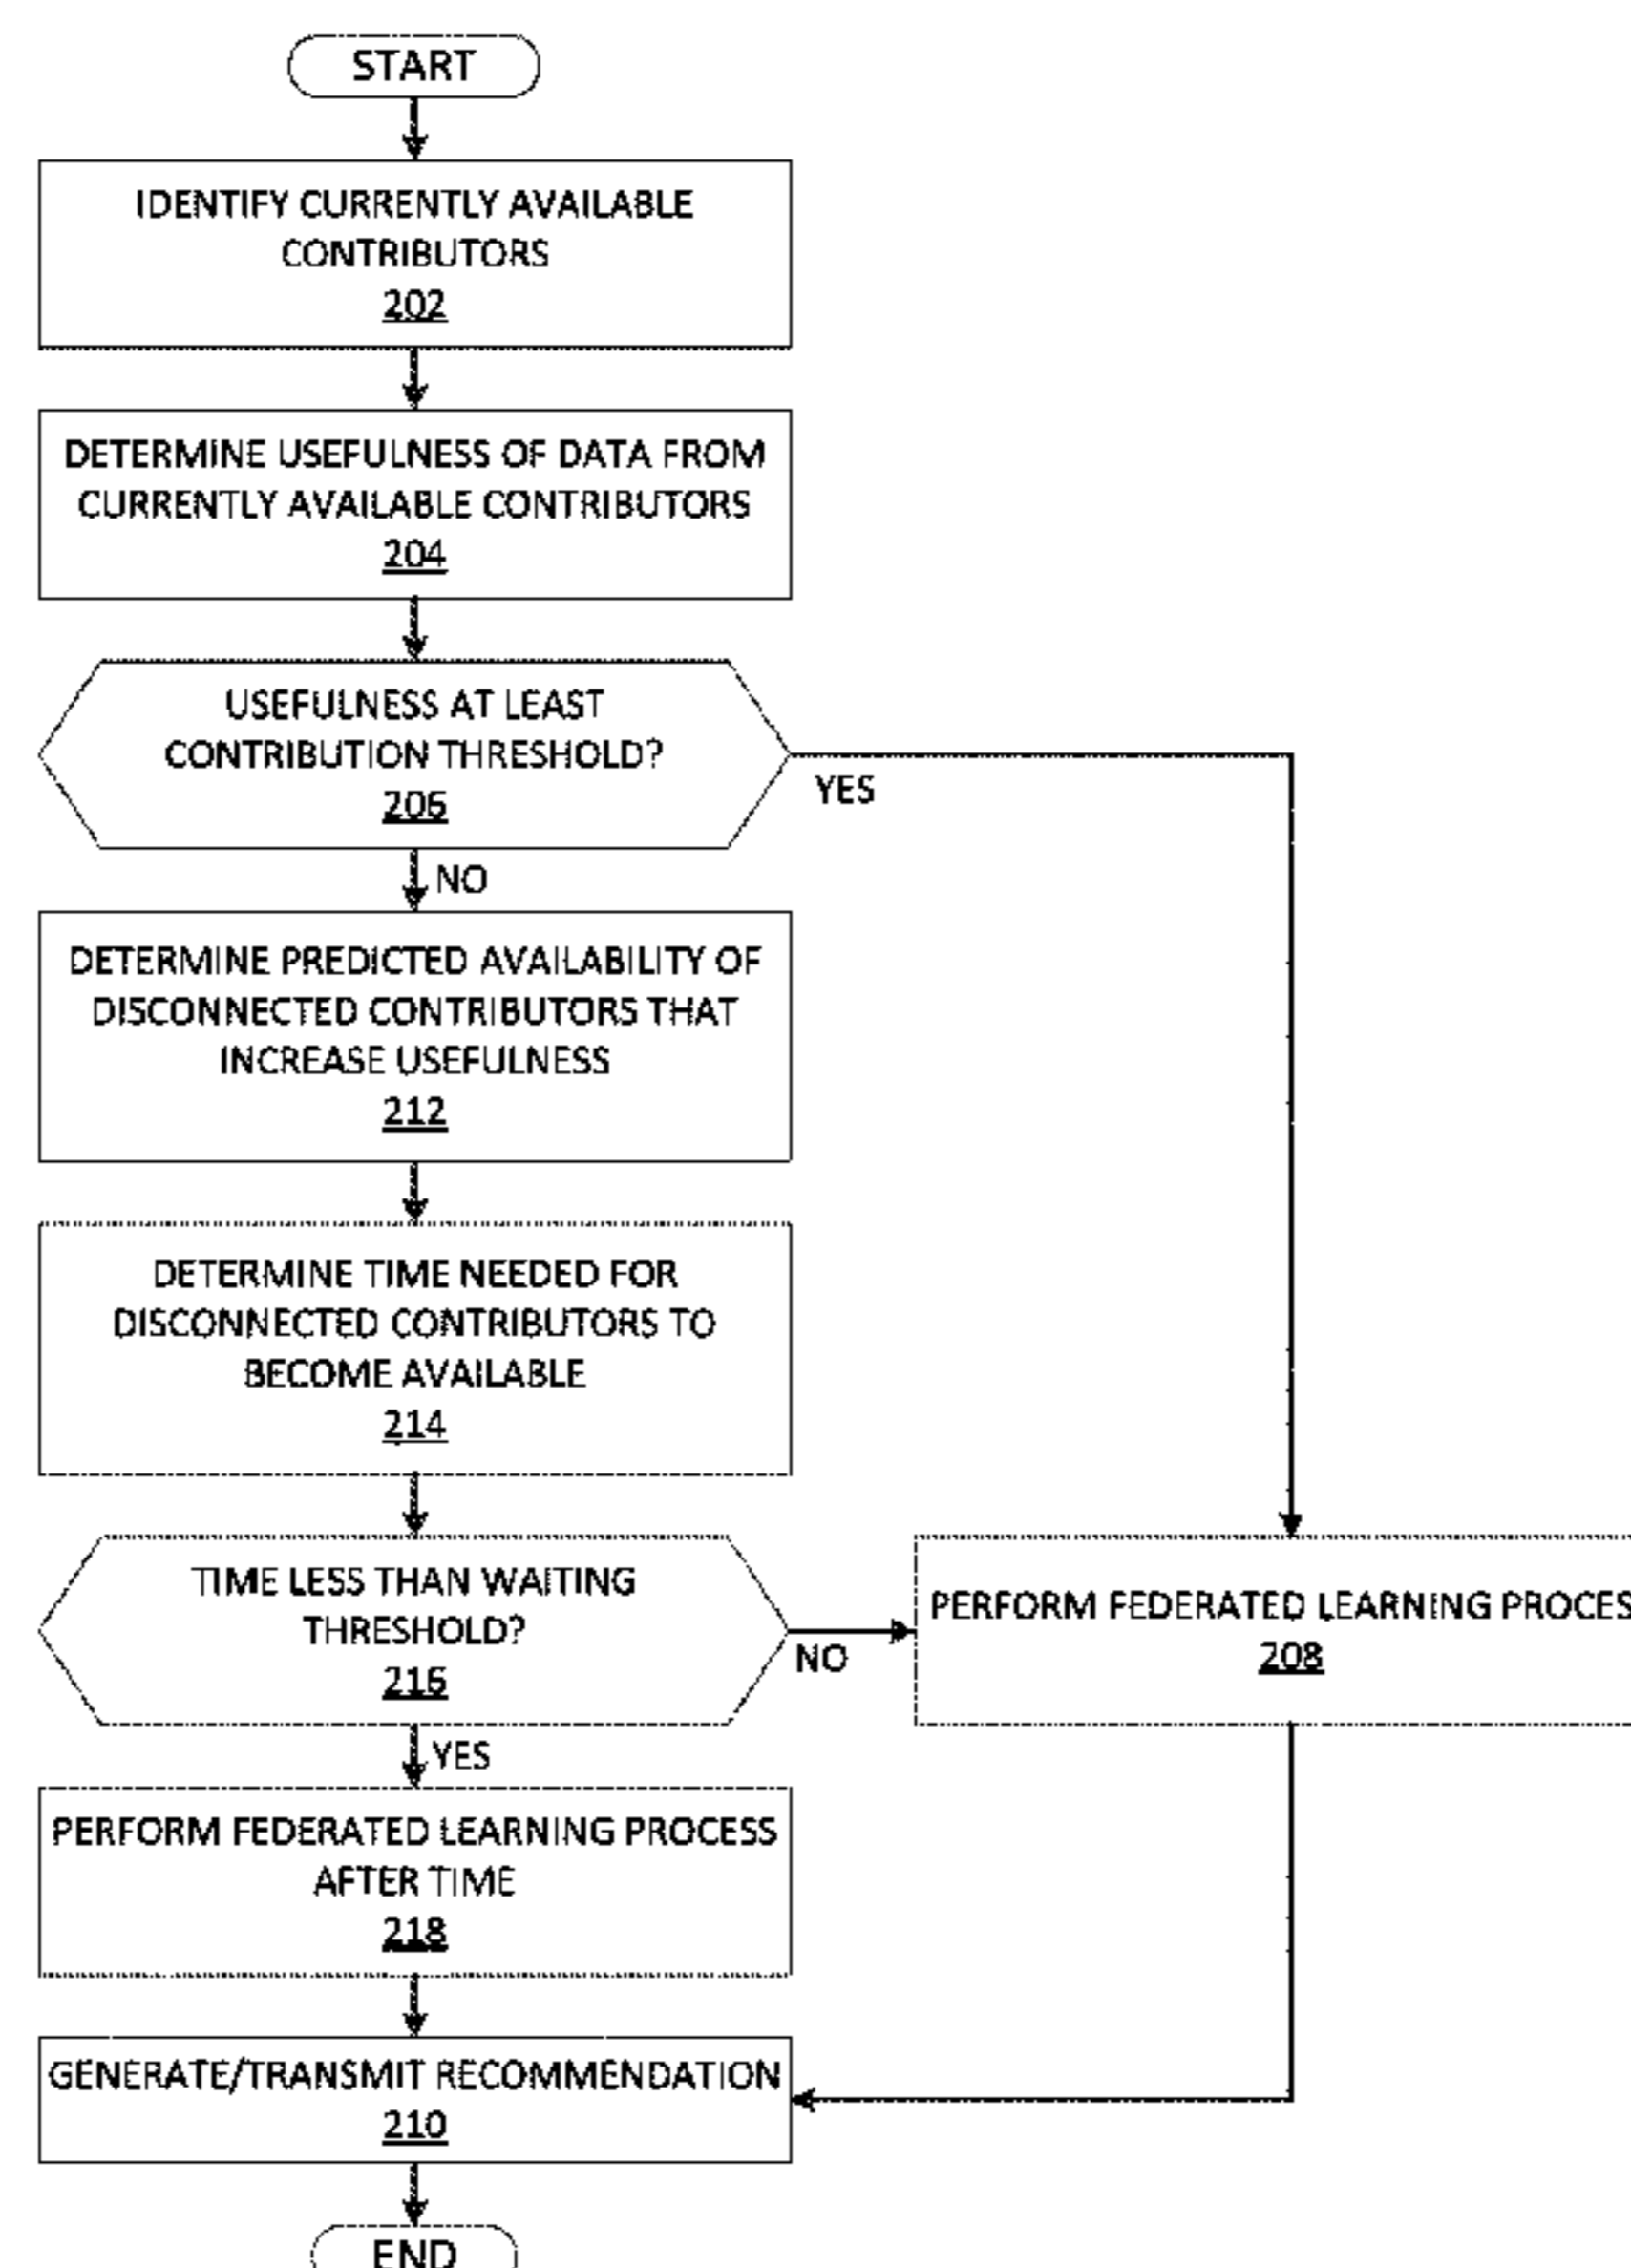 START
IDENTIFY CURRENTLY AVAILABLE
CONTRIBUTORS
202
DETERMINE USEFULNESS OF DATA FROM
CURRENTLY AVAILABLE CONTRIBUTORS
204
USEFULNESS AT LEAST
CONTRIBUTION THRESHOLD?
206
YES
NO
DETERMINE PREDICTED AVAILABILITY OF
DISCONNECTED CONTRIBUTORS THAT
INCREASE USEFULNESS
212
DETERMINE TIME NEEDED FOR
DISCONNECTED CONTRIBUTORS TO
BECOME AVAILABLE
214
TIME LESS THAN WAITING
THRESHOLD?
216
NO
PERFORM FEDERATED LEARNING PROCES
208
YES
PERFORM FEDERATED LEARNING PROCESS
AFTER TIME
218
GENERATE/TRANSMIT RECOMMENDATION
210
END